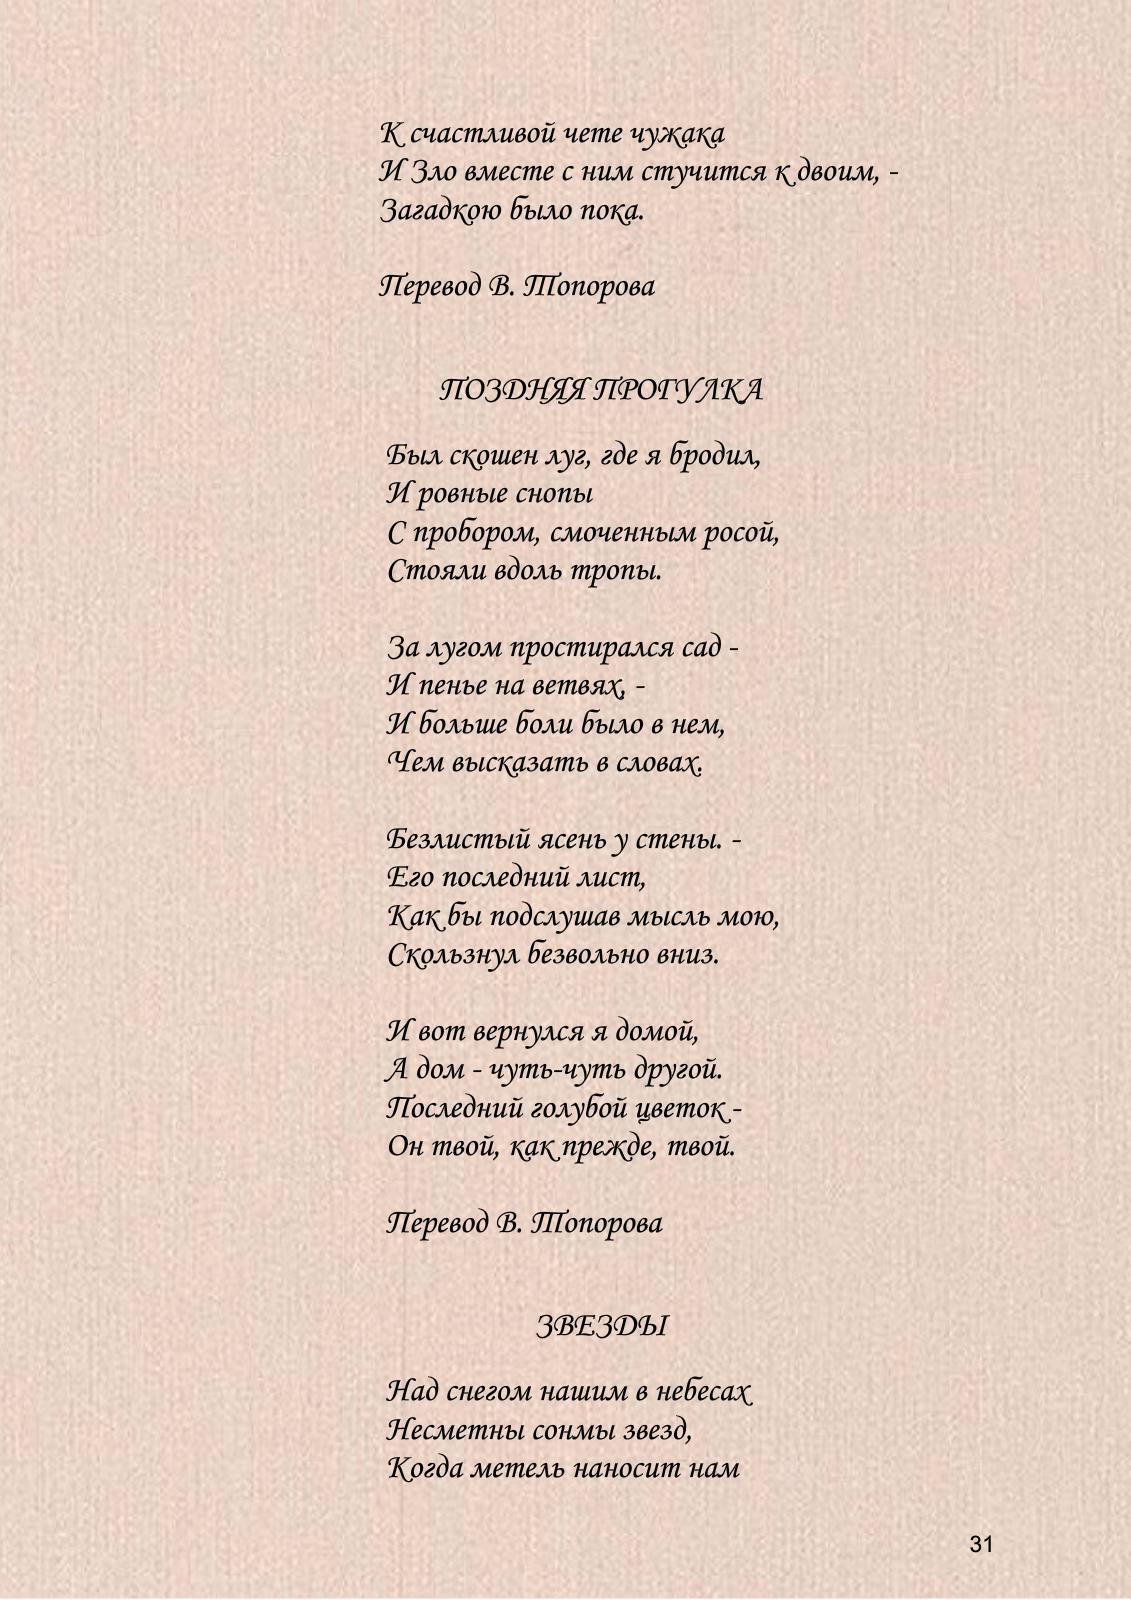 К счастливой чете чужака
И Зло вместе с ним стучится к двоим, -
Загадкою было пока.
Перевод В. Топорова
ПОЗДНЯЯ ПРОГУЛКА
Был скошен луг, где я бродил,
И ровные снопы
С пробором, смоченным росой,
Стояли вдоль тропы.
За лугом простирался сад -
И пенье на ветвях, -
И больше боли было в нем,
Чем высказать в словах.
Безлистый ясень у стены. -
Его последний лист,
Как бы подслушав мысль мою,
Скользнул безвольно вниз.
И вот вернулся я домой,
А дом - чуть-чуть другой.
Последний голубой цветок -
Он твой, как прежде, твой.
Перевод В. Топорова
ЗВЕЗДЫ
Над снегом нашим в небесах
Несметны сонмы звезд,
Когда метель наносит нам
31